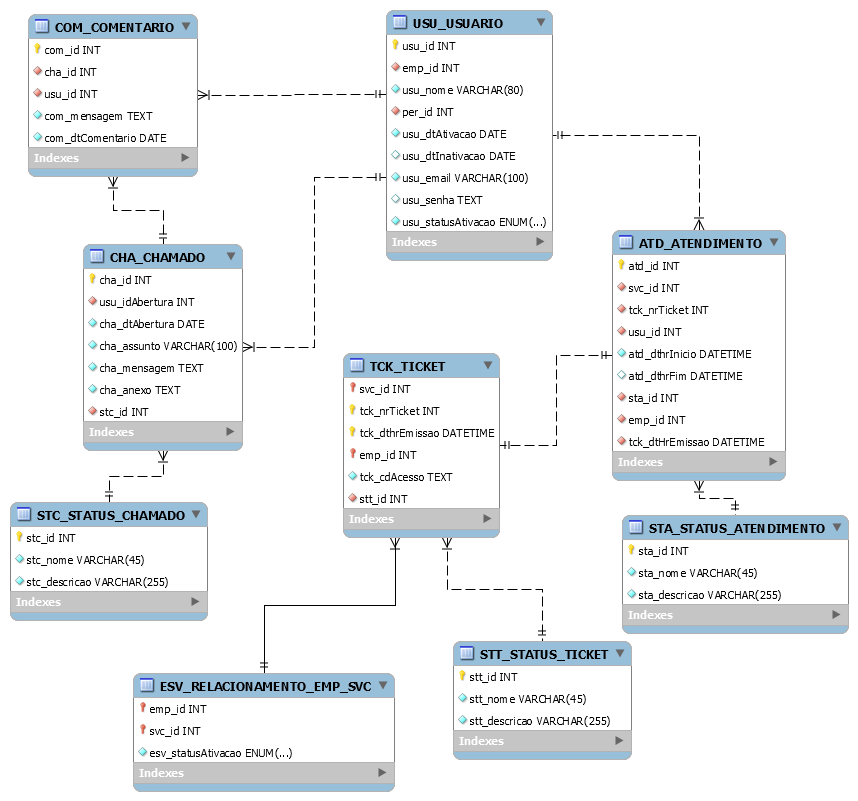 COM_COMENTARIO
com_id INT
cha_id INT
usu_id INT
com_mensagem TEXT
com_dtComentario DATE
Indexes
USU_USUARIO
usu_id INT
emp_id INT
usu_nome VARCHAR(80)
per_id INT
usu_dtAtivacao DATE
usu_dtInativacao DATE
usu_email VARCHAR(100)
usu_senha TEXT
usu_statusAtivacao ENUM(...)
Indexes
CHA_CHAMADO
cha_id INT
usu_idAbertura INT
cha_dtAbertura DATE
cha_assunto VARCHAR(100)
cha_mensagem TEXT
cha_anexo TEXT
stc_id INT
Indexes
ATD_ATENDIMENTO
atd_id INT
svc_id INT
tck_nrTicket INT
usu_id INT
atd_dthrInicio DATETIME
atd_dthrFim DATETIME
sta_id INT
emp_id INT
tck_dtHrEmissao DATETIME
Indexes
TCK_TICKET
svc_id INT
tck_nrTicket INT
tck_dthrEmissao DATETIME
emp_id INT
tck_cdAcesso TEXT
stt_id INT
Indexes
STC_STATUS_CHAMADO
stc_id INT
stc_nome VARCHAR(45)
stc_descricao VARCHAR(255)
Indexes
STA_STATUS_ATENDIMENTO
sta_id INT
sta_nome VARCHAR(45)
sta_descricao VARCHAR(255)
Indexes
STT_STATUS_TICKET
stt_id INT
stt_nome VARCHAR(45)
stt_descricao VARCHAR(255)
Indexes
ESV_RELACIONAMENTO_EMP_SVC
emp_id INT
svc_id INT
esv_statusAtivacao ENUM(...)
Indexes